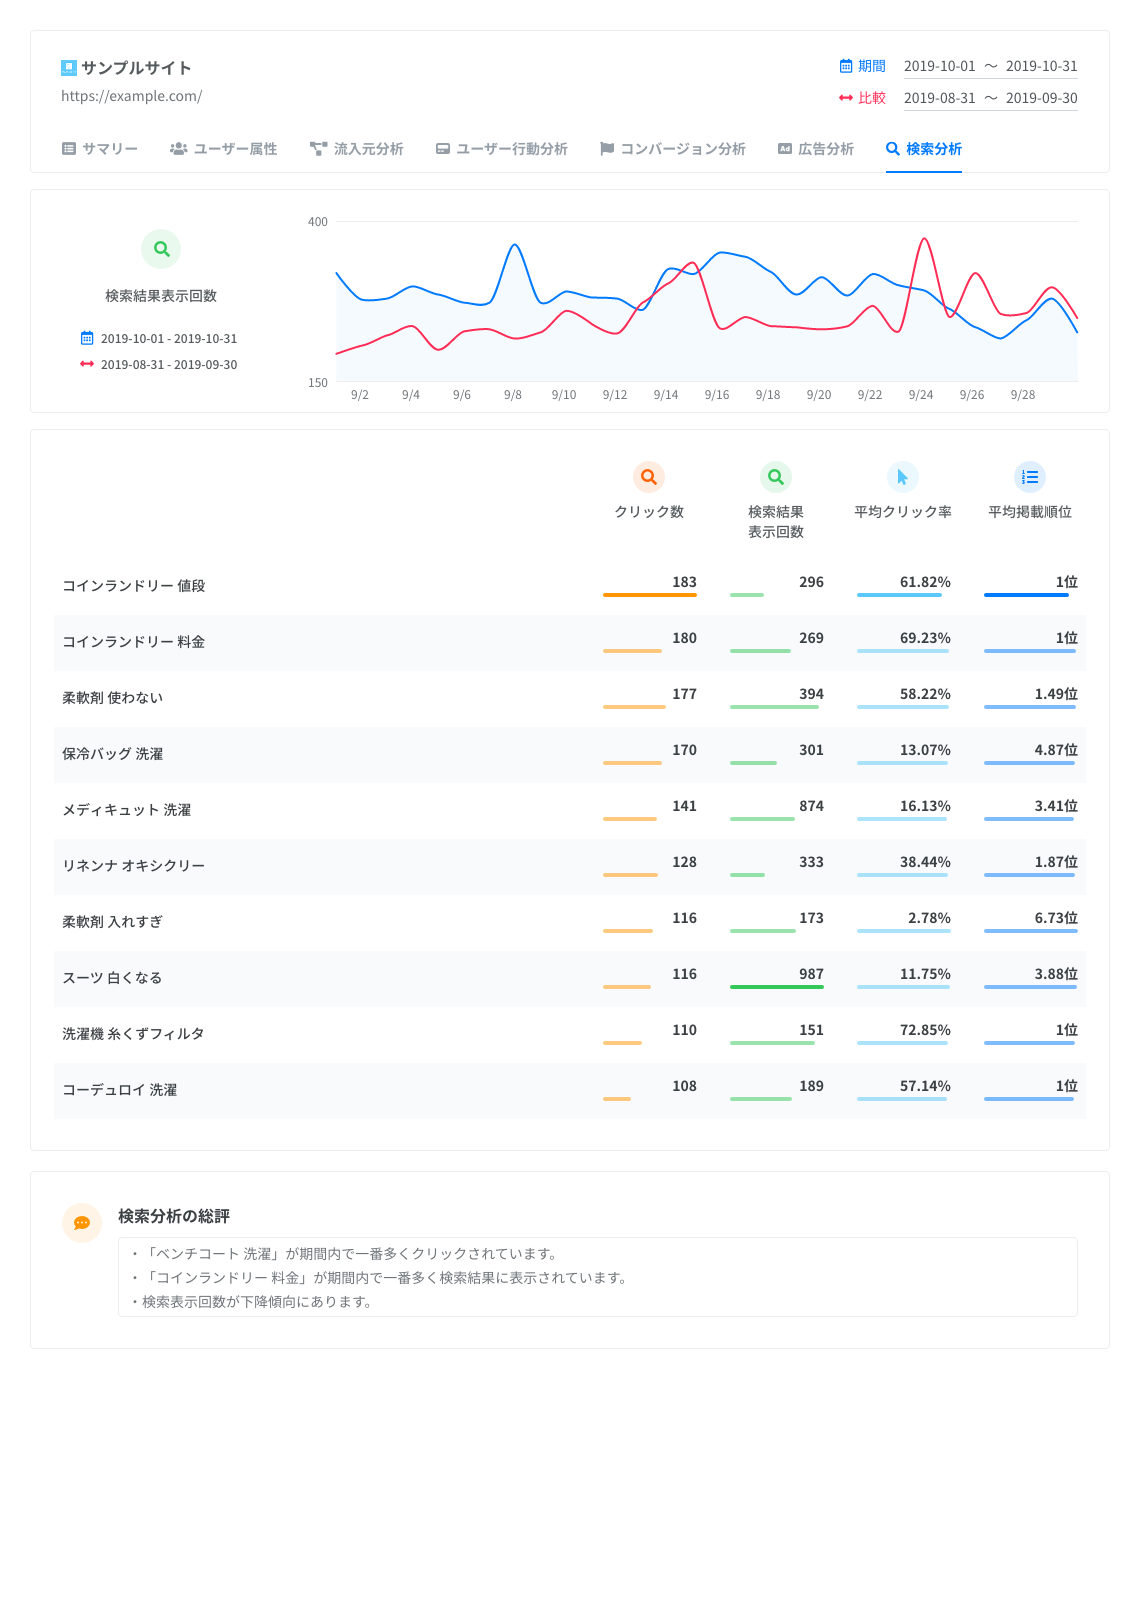 サンプルサイト
https://example.com/
期間 2019-10-01 〜 2019-10-31
比較 2019-08-31 〜 2019-09-30
サマリー ユーザー属性 流入元分析 ユーザー行動分析 コンバージョン分析 Ad 広告分析 検索分析
検索結果表示回数
2019-10-01 - 2019-10-31
2019-08-31 - 2019-09-30
400
150
9/2 9/4 9/6 9/8 9/10 9/12 9/14 9/16 9/18 9/20 9/22 9/24 9/26 9/28
クリック数 検索結果 平均クリック率 平均掲載順位
表示回数
コインランドリー 値段 183 296 61.82% 1位
コインランドリー 料金 180 269 69.23% 1位
柔軟剤 使わない 177 394 58.22% 1.49位
保冷バッグ 洗濯 170 301 13.07% 4.87位
メディキュット 洗濯 141 874 16.13% 3.41位
リネンナ オキシクリー 128 333 38.44% 1.87位
柔軟剤 入れすぎ 116 173 2.78% 6.73位
スーツ 白くなる 116 987 11.75% 3.88位
洗濯機 糸くずフィルタ 110 151 72.85% 1位
コーデュロイ 洗濯 108 189 57.14% 1位
検索分析の総評
・「ベンチコート 洗濯」が期間内で一番多くクリックされています。
・「コインランドリー 料金」が期間内で一番多く検索結果に表示されています。
・検索表示回数が下降傾向にあります。